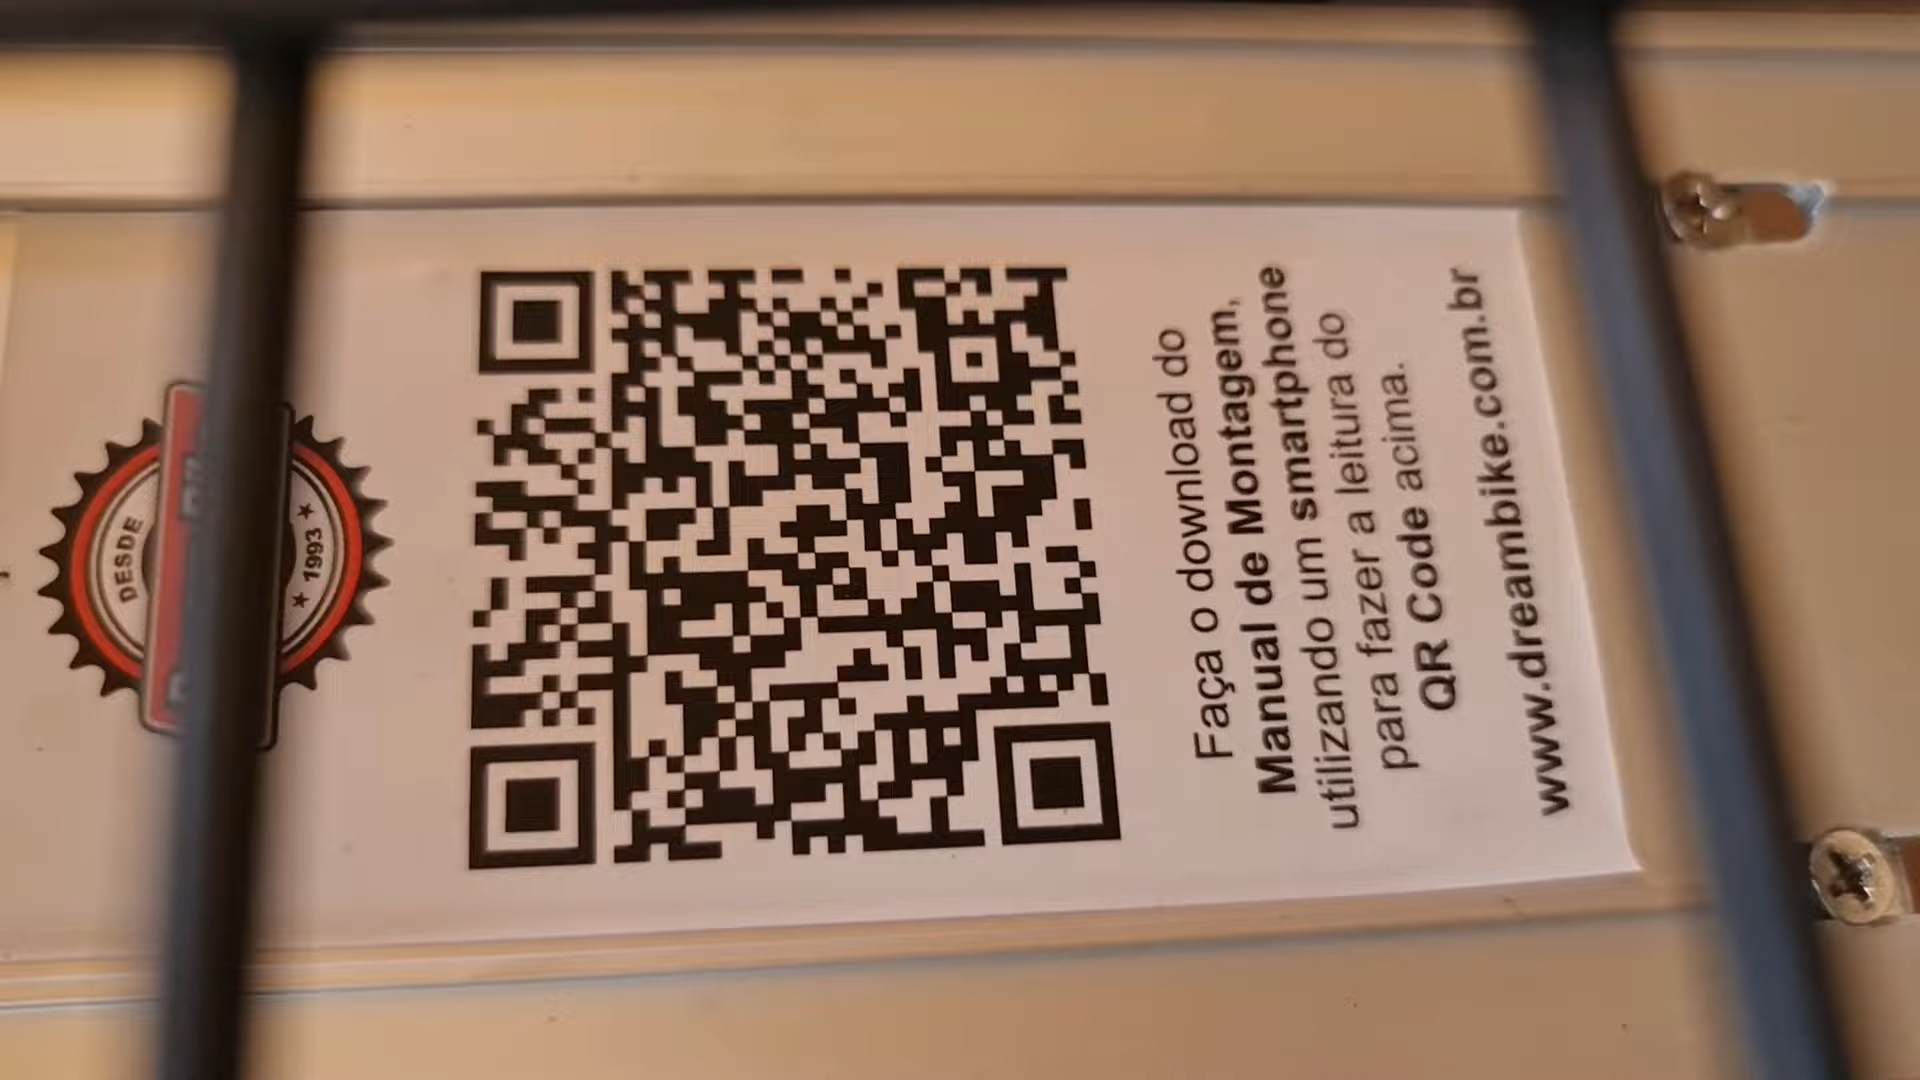 DESDE
★ 1993 ★
Faça o download do
Manual de Montagem,
utilizando um smartphone
para fazer a leitura do
QR Code acima.
www.dreambike.com.br